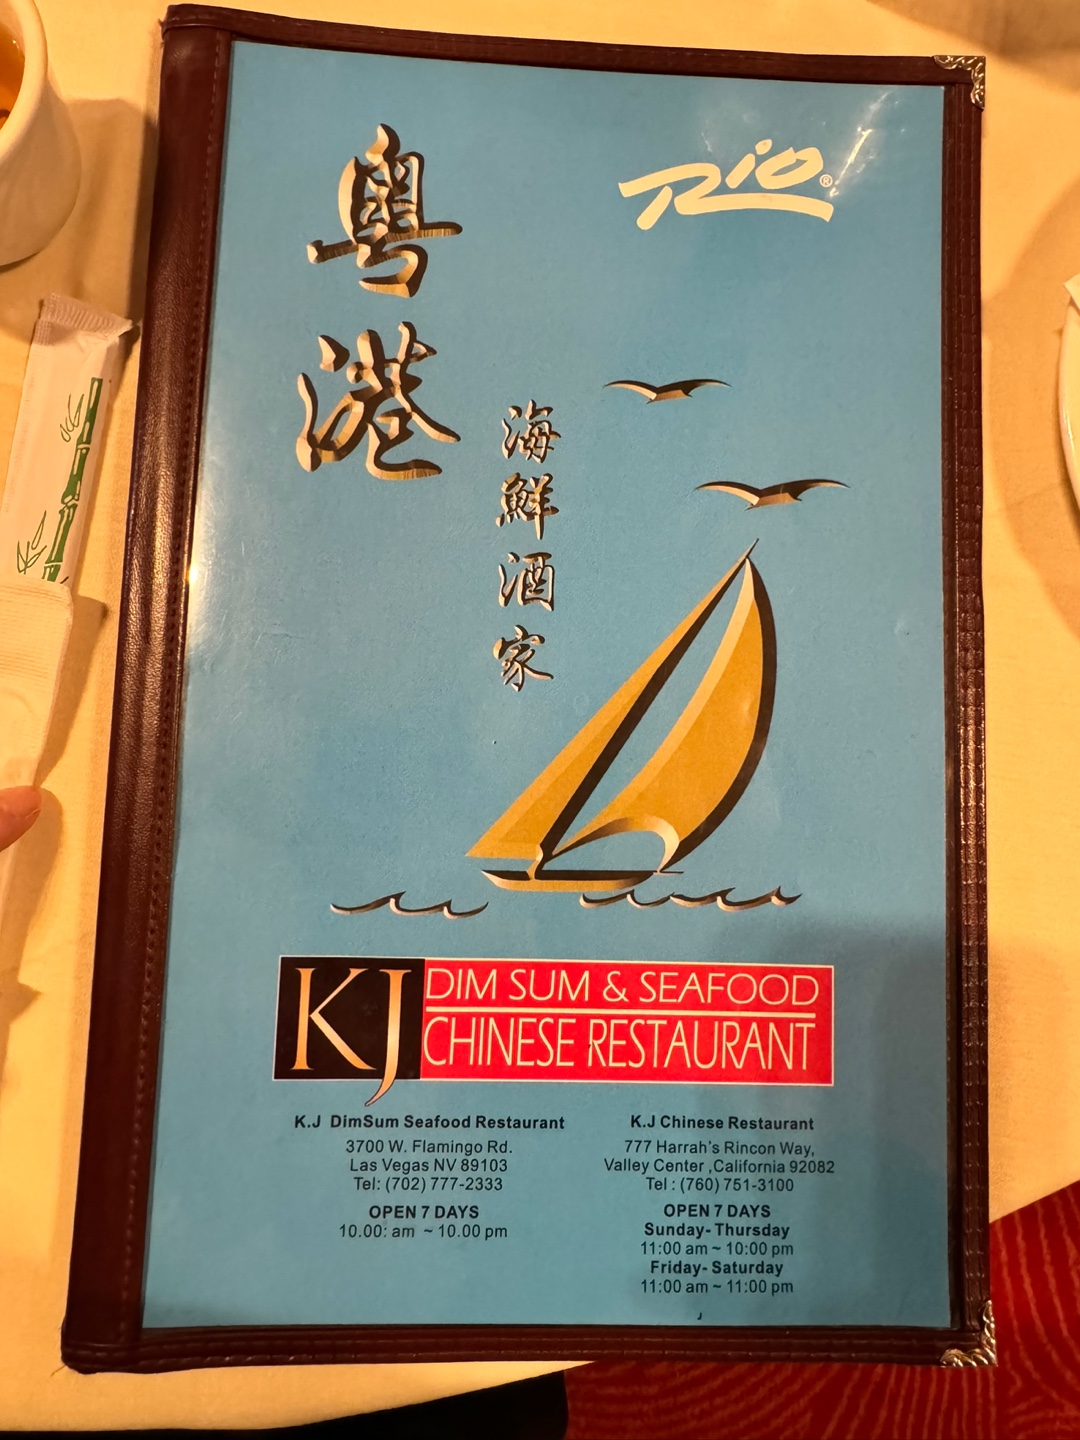 粤港
Rio®
海鮮酒家
KJ
DIM SUM & SEAFOOD
CHINESE RESTAURANT
K.J DimSum Seafood Restaurant
3700 W. Flamingo Rd.
Las Vegas NV 89103
Tel: (702) 777-2333
OPEN 7 DAYS
10.00: am ~ 10.00 pm
K.J Chinese Restaurant
777 Harrah's Rincon Way,
Valley Center ,California 92082
Tel : (760) 751-3100
OPEN 7 DAYS
Sunday- Thursday
11:00 am ~ 10:00 pm
Friday- Saturday
11:00 am ~ 11:00 pm